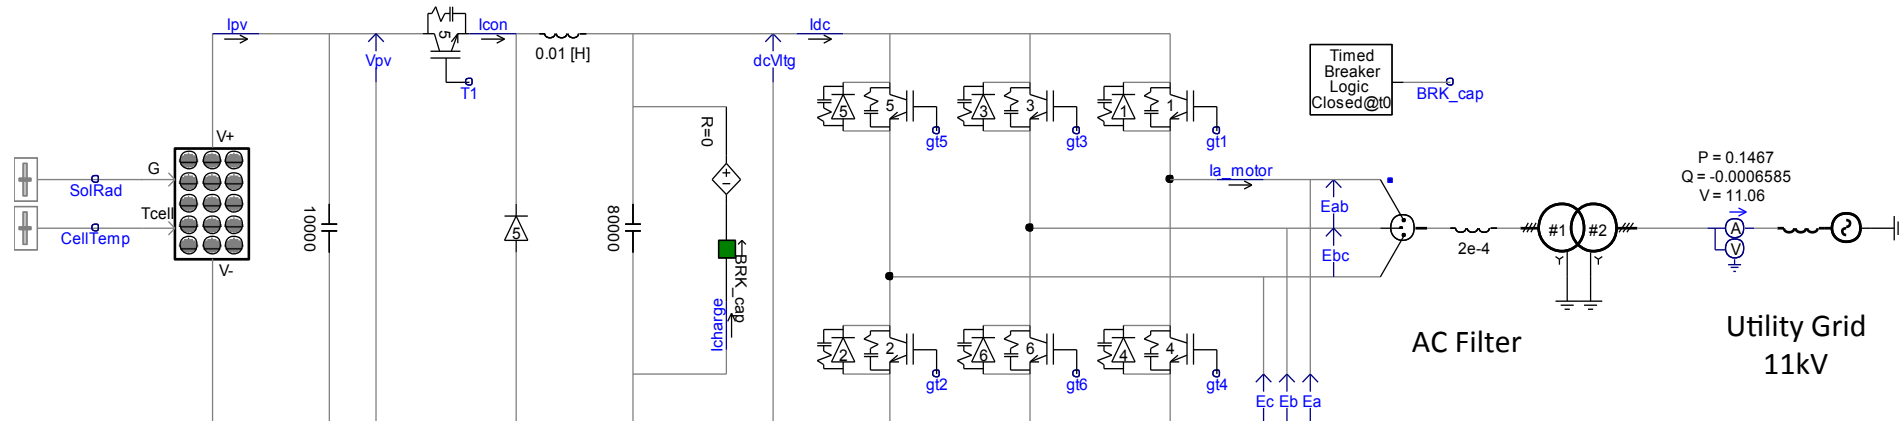 Ipv
Icon
Idc
5
0.01 [H]
Vpv
T1
dcVltg
R=0
Timed
Breaker
Logic
Closed@t0
BRK_cap
5
5
gt5
3
3
gt3
1
1
gt1
V+
G
SolRad
Tcell
CellTemp
V-
10000
5
80000
+
-
BRK_cap
Icharge
Ia_motor
Eab
Ebc
2e-4
#1
#2
Y
Y
P = 0.1467
Q = -0.0006585
V = 11.06
A
V
2
2
gt2
6
6
gt6
4
4
gt4
Ec
Eb
Ea
AC Filter
Utility Grid
11kV